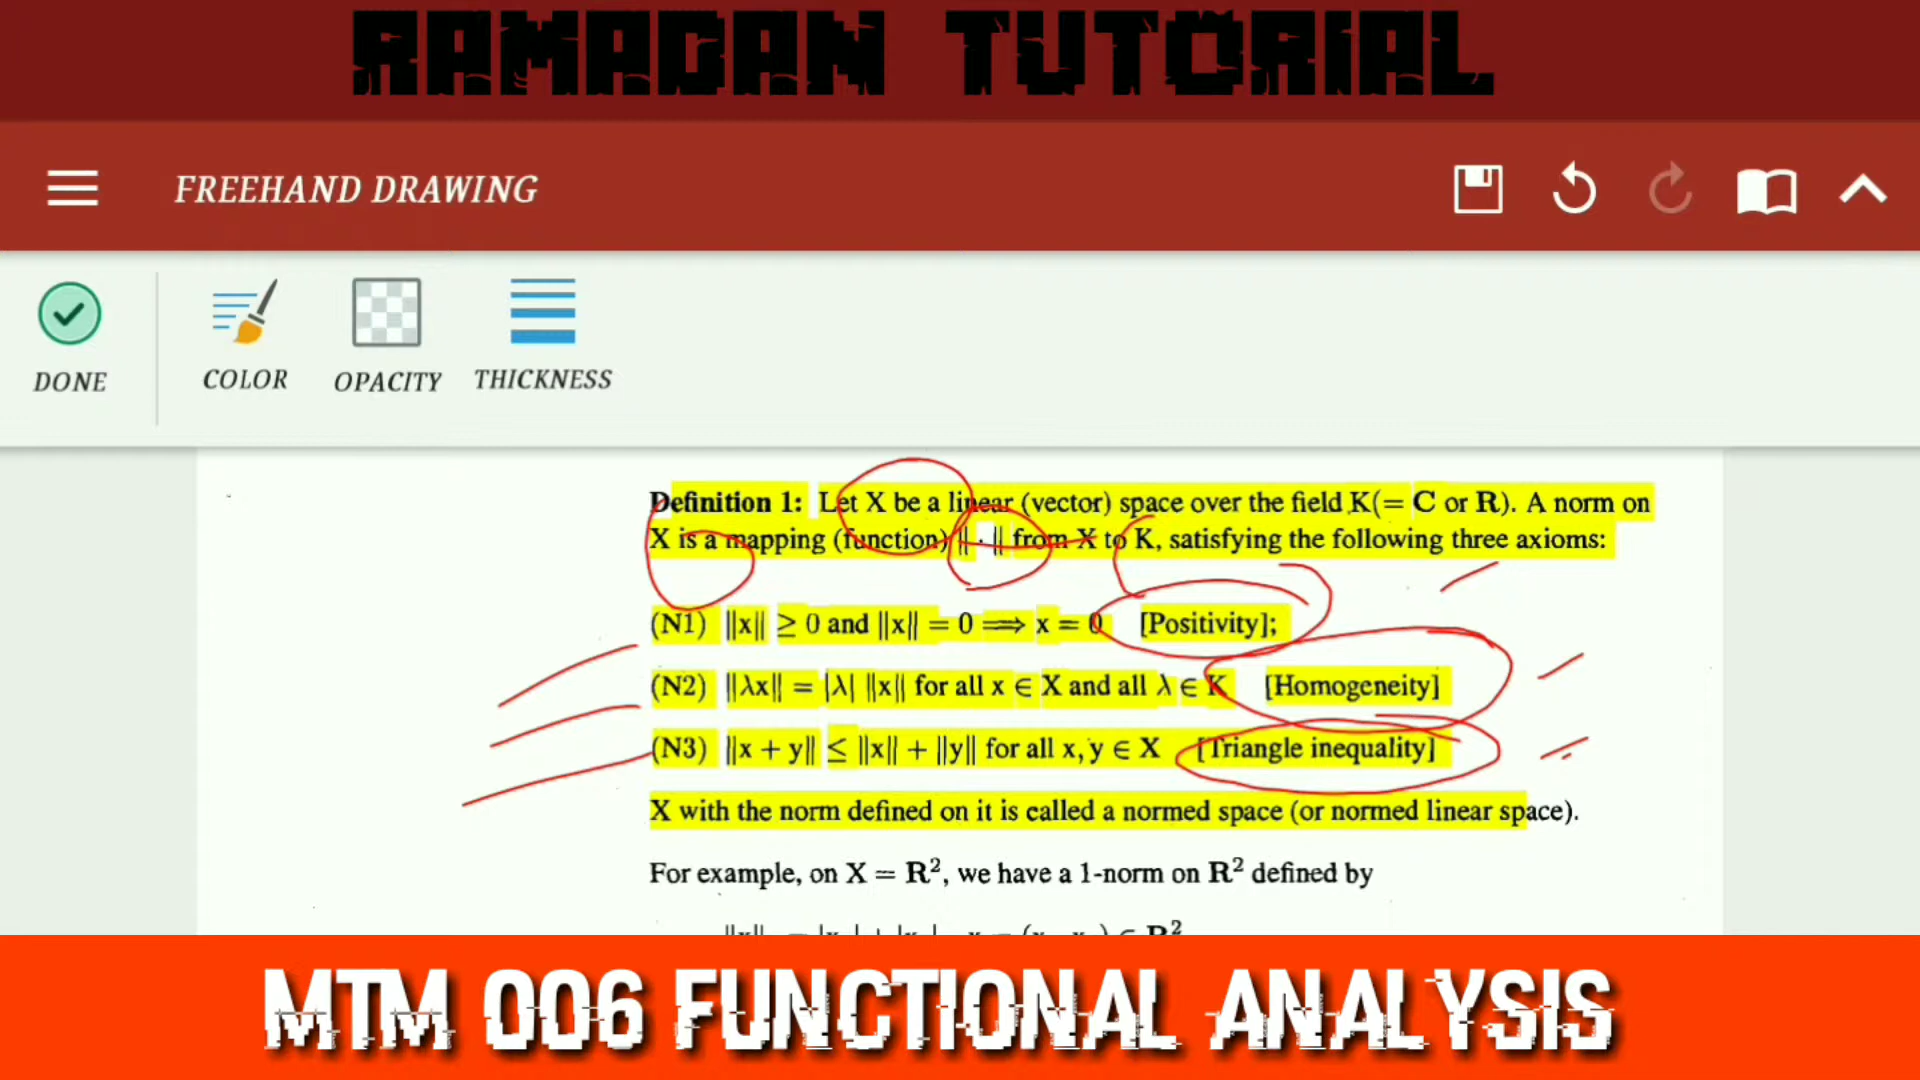 RAMADAN TUTORIAL
FREEHAND DRAWING
DONE
COLOR
OPACITY
THICKNESS
Definition 1: Let X be a linear (vector) space over the field K(= C or R). A norm on
X is a mapping (function) ‖ · ‖ from X to K, satisfying the following three axioms:
(N1) ‖x‖ ≥ 0 and ‖x‖ = 0 ⟹ x = 0 [Positivity];
(N2) ‖λx‖ = |λ| ‖x‖ for all x ∈ X and all λ ∈ K [Homogeneity]
(N3) ‖x + y‖ ≤ ‖x‖ + ‖y‖ for all x, y ∈ X [Triangle inequality]
X with the norm defined on it is called a normed space (or normed linear space).
For example, on X = R², we have a 1-norm on R² defined by
MTM 006 FUNCTIONAL ANALYSIS